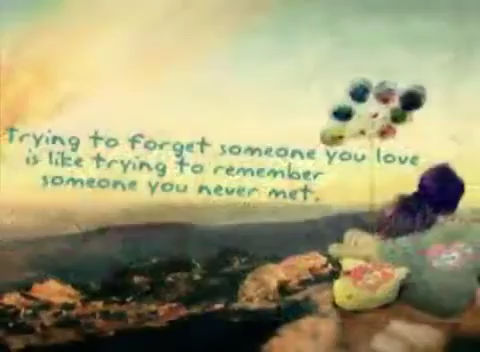 Trying to forget someone you love
is like trying to remember
someone you never met.